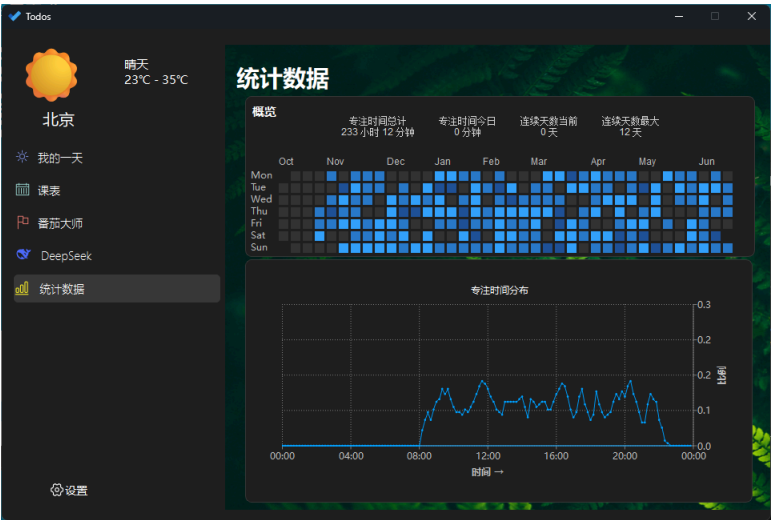 Todos
晴天
23℃ - 35℃
北京
我的一天
课表
番茄大师
DeepSeek
统计数据
设置
统计数据
概览
专注时间总计 专注时间今日 连续天数当前 连续天数最大
233 小时 12 分钟 0 分钟 0 天 12 天
Oct Nov Dec Jan Feb Mar Apr May Jun
Mon
Tue
Wed
Thu
Fri
Sat
Sun
专注时间分布
0.3
0.2
0.2
0.1
0.0
比例
00:00 04:00 08:00 12:00 16:00 20:00 00:00
时间 →